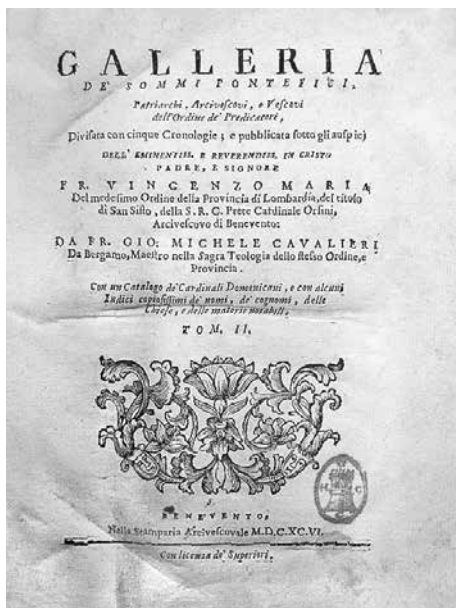 GALLERIA
DE' SOMMI PONTEFICI,
Patriarchi, Arcivescovi, e Vescovi
dell'Ordine de' Predicatori,
Divisata con cinque Cronologie; e pubblicata sotto gli auspicj
DELL' EMINENTISS. E REVERENDISS. IN CRISTO
PADRE, E SIGNORE
FR. VINCENZO MARIA
Del medesimo Ordine della Provincia di Lombardia, del titolo
di San Sisto, della S. R. C. Prete Cardinale Orsini,
Arcivescovo di Benevento:
DA FR. GIO: MICHELE CAVALIERI
Da Bergamo, Maestro nella Sagra Teologia dello stesso Ordine, e
Provincia.
Con un Catalogo de' Cardinali Domenicani, e con alcuni
Indici copiosissimi de' nomi, de' cognomi, delle
Chiese, e delle materie notabili.
TOM. II.
BENEVENTO,
Nella Stamparia Arcivescovale M.D.C.XC.VI.
Con licenza de' Superiori.